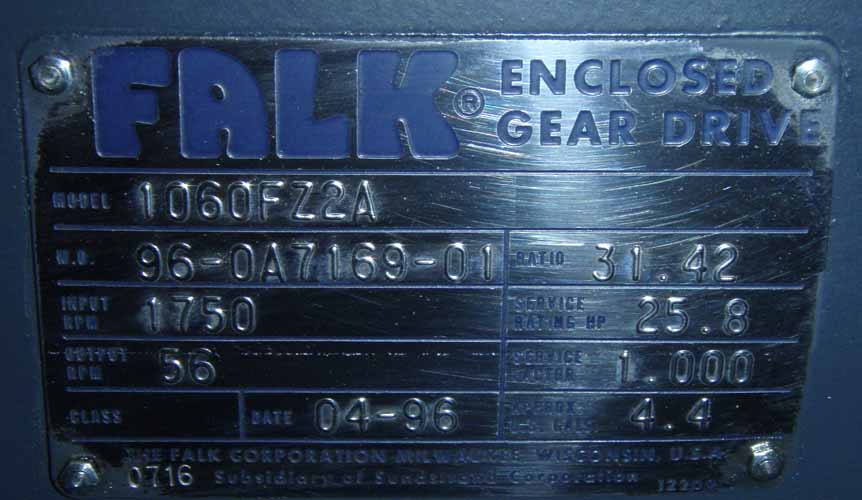 FALK® ENCLOSED
GEAR DRIVE
MODEL 1060FZ2A
W.O. 96-0A7169-01 RATIO 31.42
INPUT RPM 1750 SERVICE RATING HP 25.8
OUTPUT RPM 56 SERVICE FACTOR 1.000
CLASS DATE 04-96 APPROX. GALS 4.4
THE FALK CORPORATION MILWAUKEE WISCONSIN, U.S.A.
0716 Subsidiary of Sundstrand Corporation